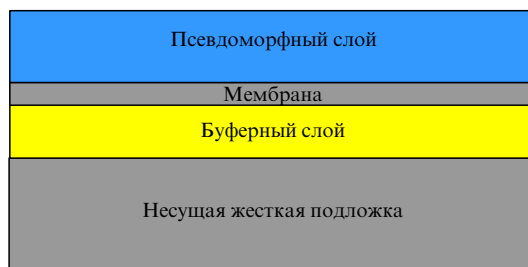 Псевдоморфный слой
Мембрана
Буферный слой
Несущая жесткая подложка